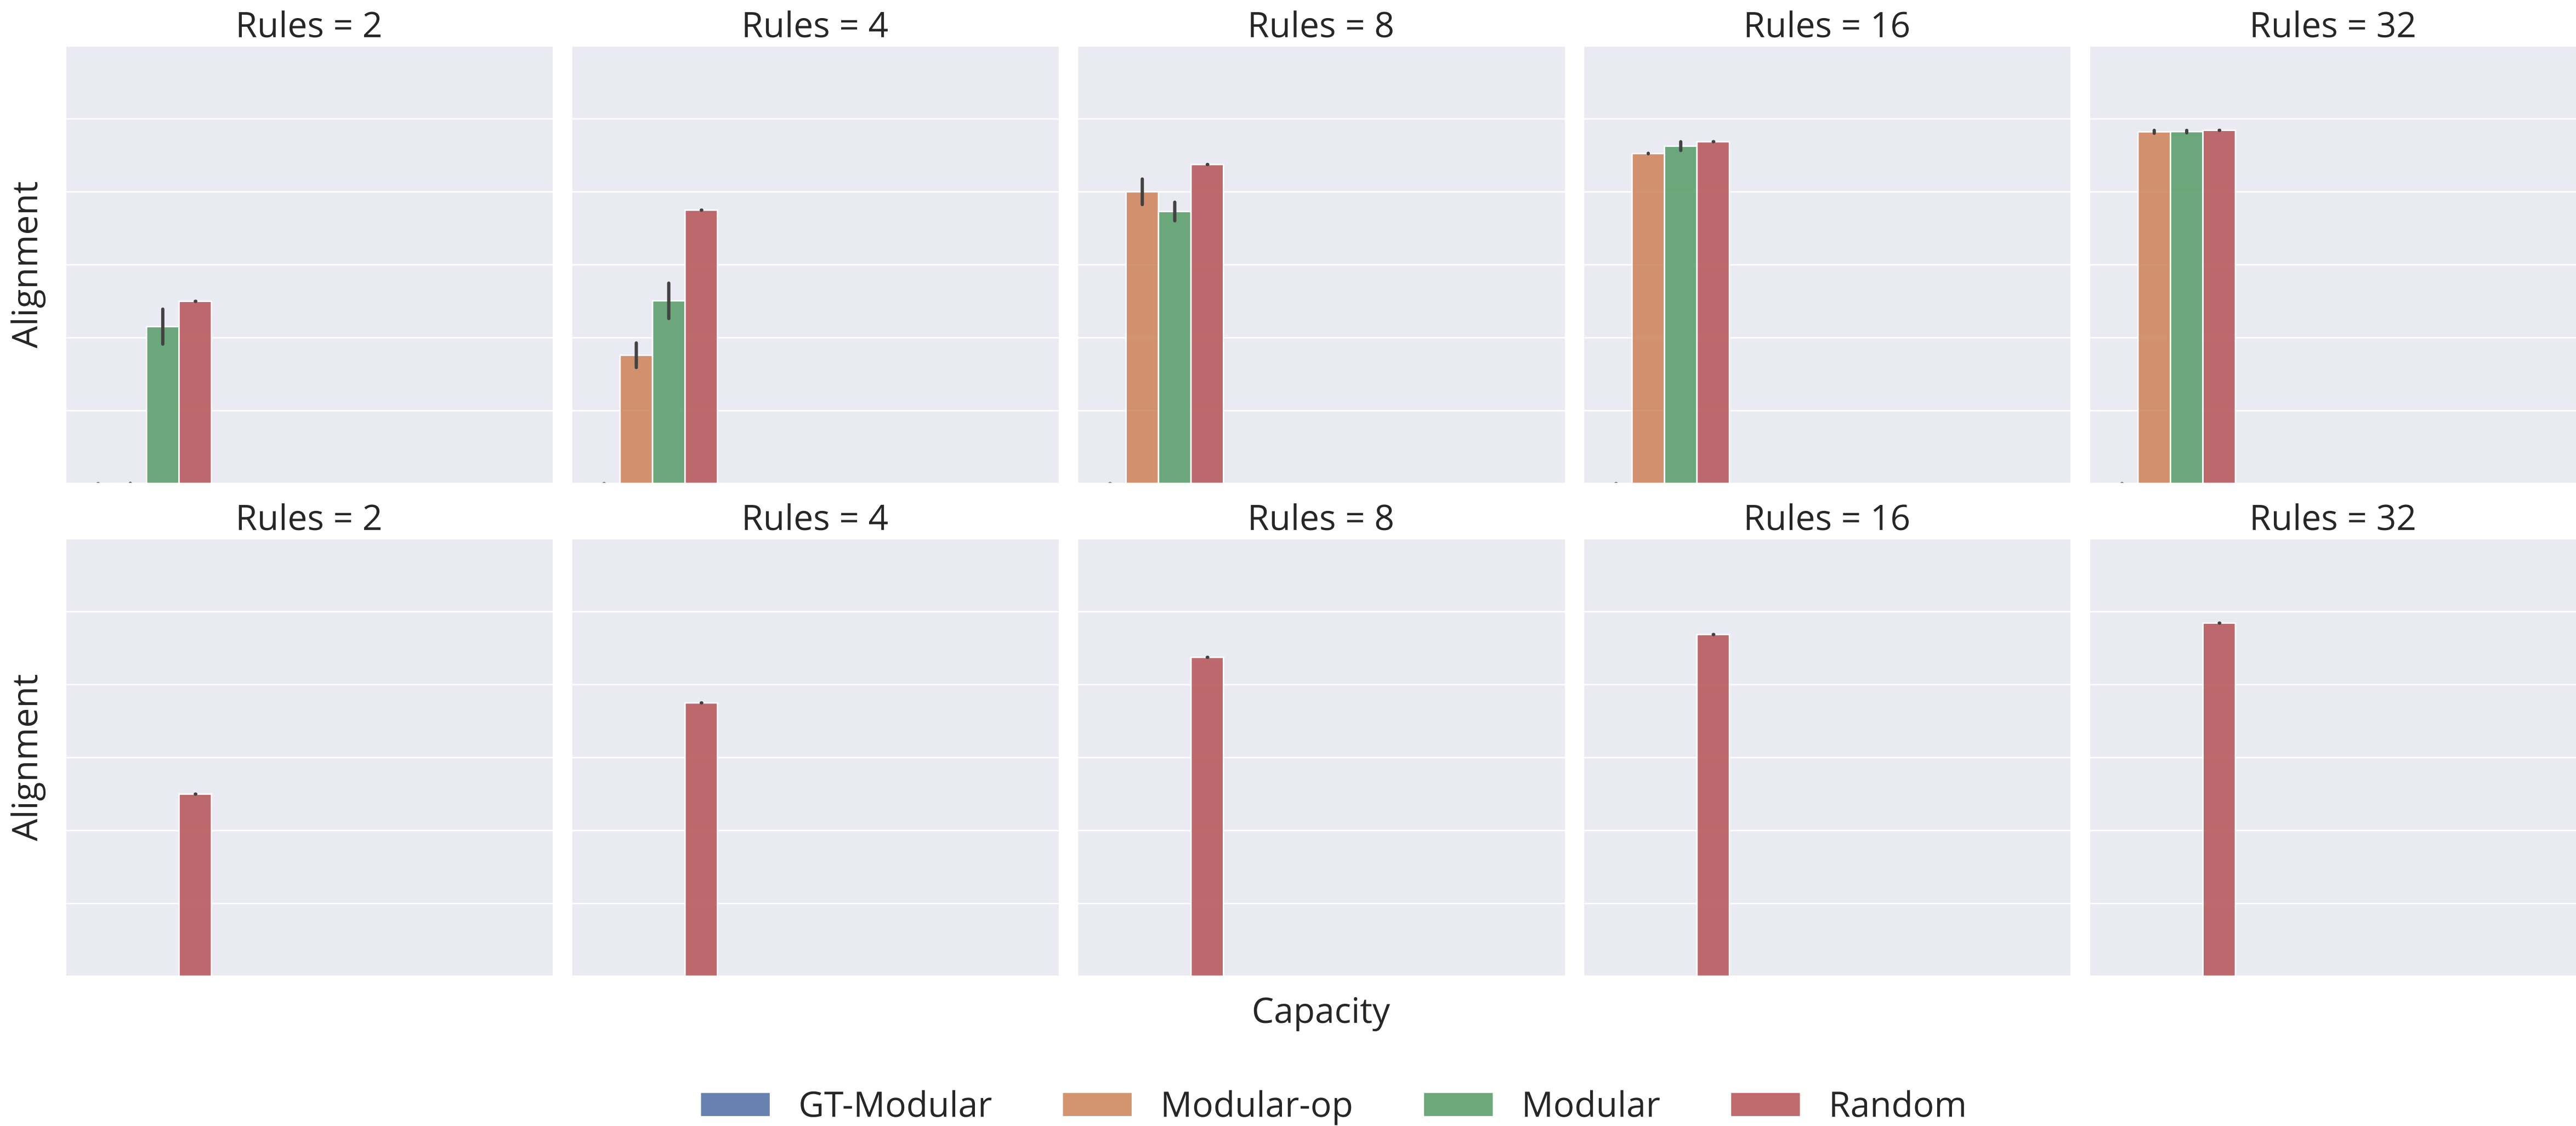 Rules = 2
Rules = 4
Rules = 8
Rules = 16
Rules = 32
Alignment
Rules = 2
Rules = 4
Rules = 8
Rules = 16
Rules = 32
Alignment
Capacity
GT-Modular
Modular-op
Modular
Random